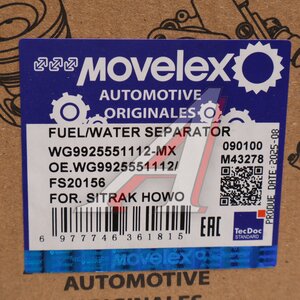 Movelex
AUTOMOTIVE
ORIGINALES
FUEL/WATER SEPARATOR
WG9925551112-MX
OE.WG9925551112/
FS20156
FOR. SITRAK HOWO
090100
M43278
PRODUE DATE: 2025-08
6 977746 361815
EAC
TecDoc
STANDARD
AUTOMOTIVE